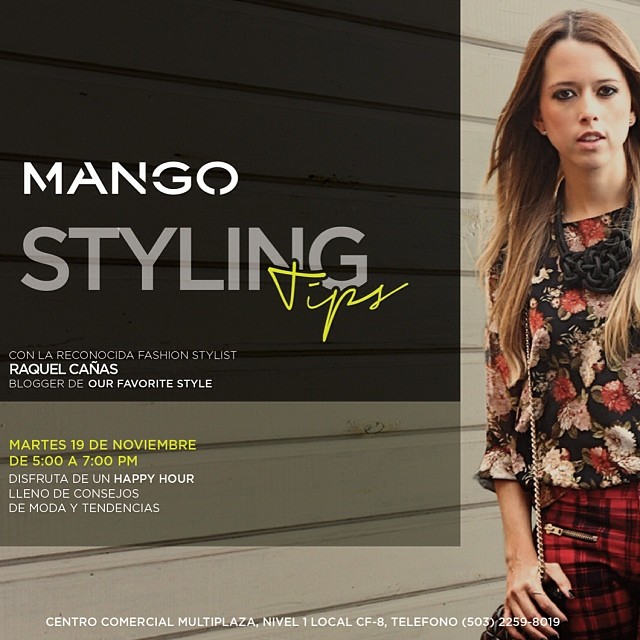 MANGO
STYLING
tips
CON LA RECONOCIDA FASHION STYLIST
RAQUEL CAÑAS
BLOGGER DE OUR FAVORITE STYLE
MARTES 19 DE NOVIEMBRE
DE 5:00 A 7:00 PM
DISFRUTA DE UN HAPPY HOUR
LLENO DE CONSEJOS
DE MODA Y TENDENCIAS
CENTRO COMERCIAL MULTIPLAZA, NIVEL 1 LOCAL CF-8, TELEFONO (503) 2259-8019